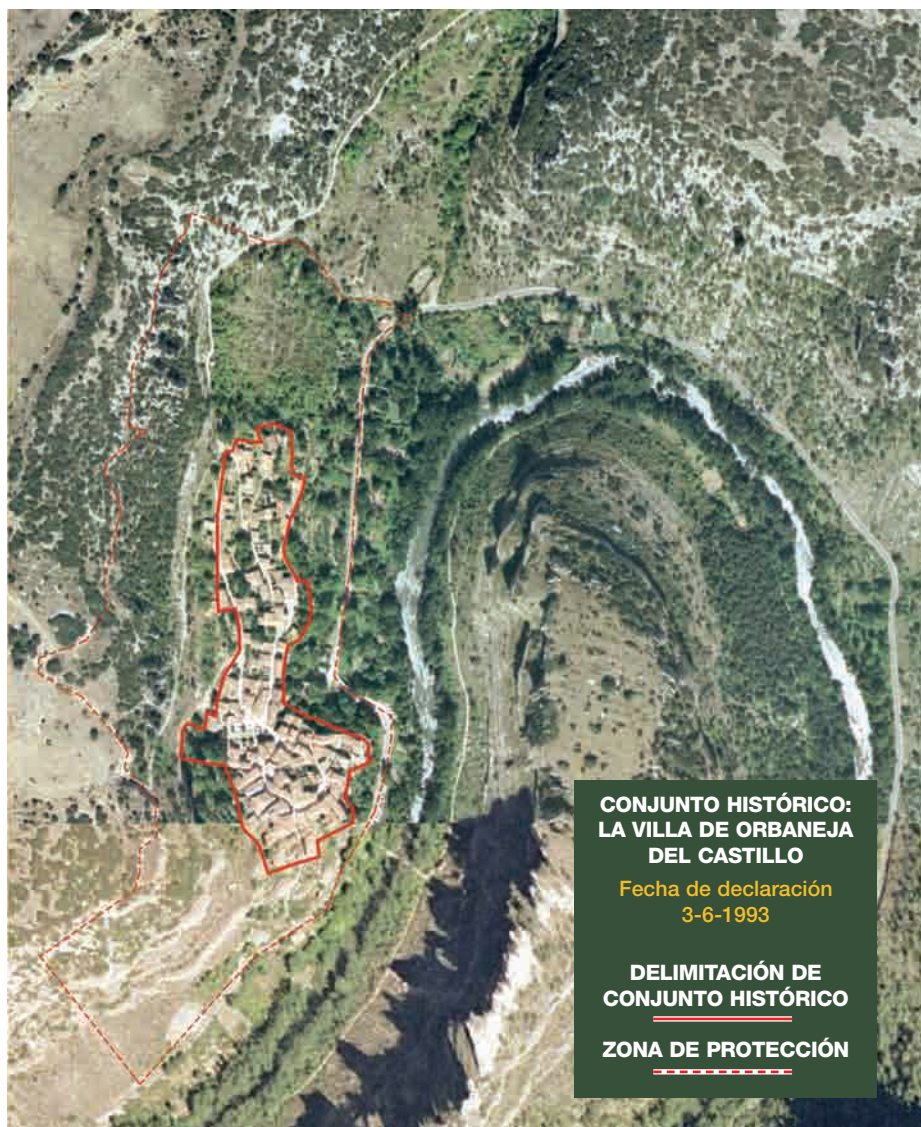 CONJUNTO HISTÓRICO:
LA VILLA DE ORBANEJA
DEL CASTILLO
Fecha de declaración
3-6-1993
DELIMITACIÓN DE
CONJUNTO HISTÓRICO
ZONA DE PROTECCIÓN